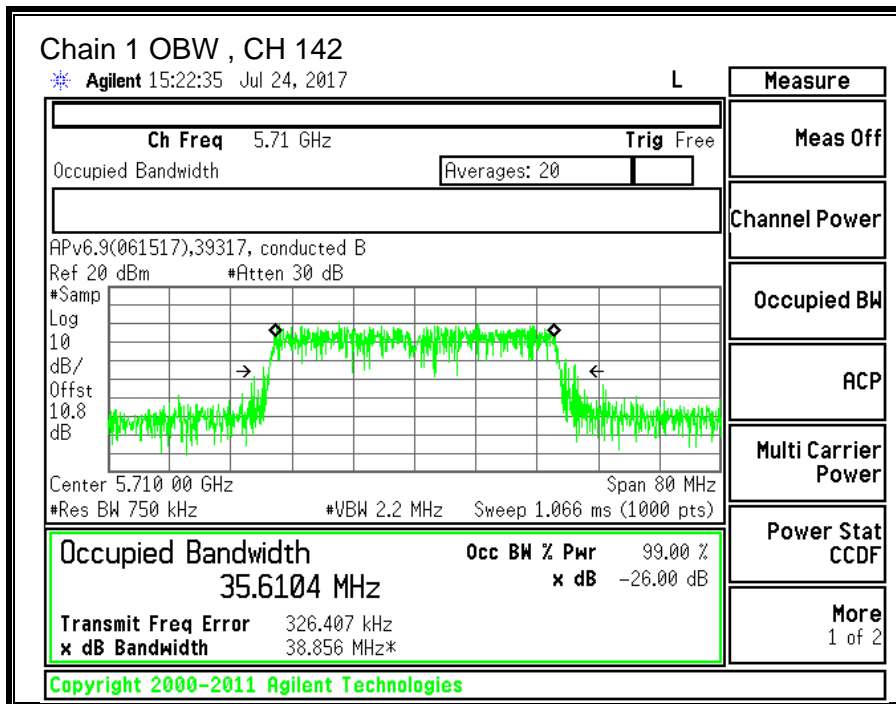 Chain 1 OBW , CH 142
Agilent 15:22:35 Jul 24, 2017 L
Ch Freq 5.71 GHz Trig Free
Occupied Bandwidth Averages: 20
APv6.9(061517),39317, conducted B
Ref 20 dBm #Atten 30 dB
#Samp
Log
10
dB/
Offst
10.8
dB
Center 5.710 00 GHz Span 80 MHz
#Res BW 750 kHz #VBW 2.2 MHz Sweep 1.066 ms (1000 pts)
Occupied Bandwidth Occ BW % Pwr 99.00 %
35.6104 MHz x dB -26.00 dB
Transmit Freq Error 326.407 kHz
x dB Bandwidth 38.856 MHz*
Copyright 2000-2011 Agilent Technologies
Measure
Meas Off
Channel Power
Occupied BW
ACP
Multi Carrier
Power
Power Stat
CCDF
More
1 of 2